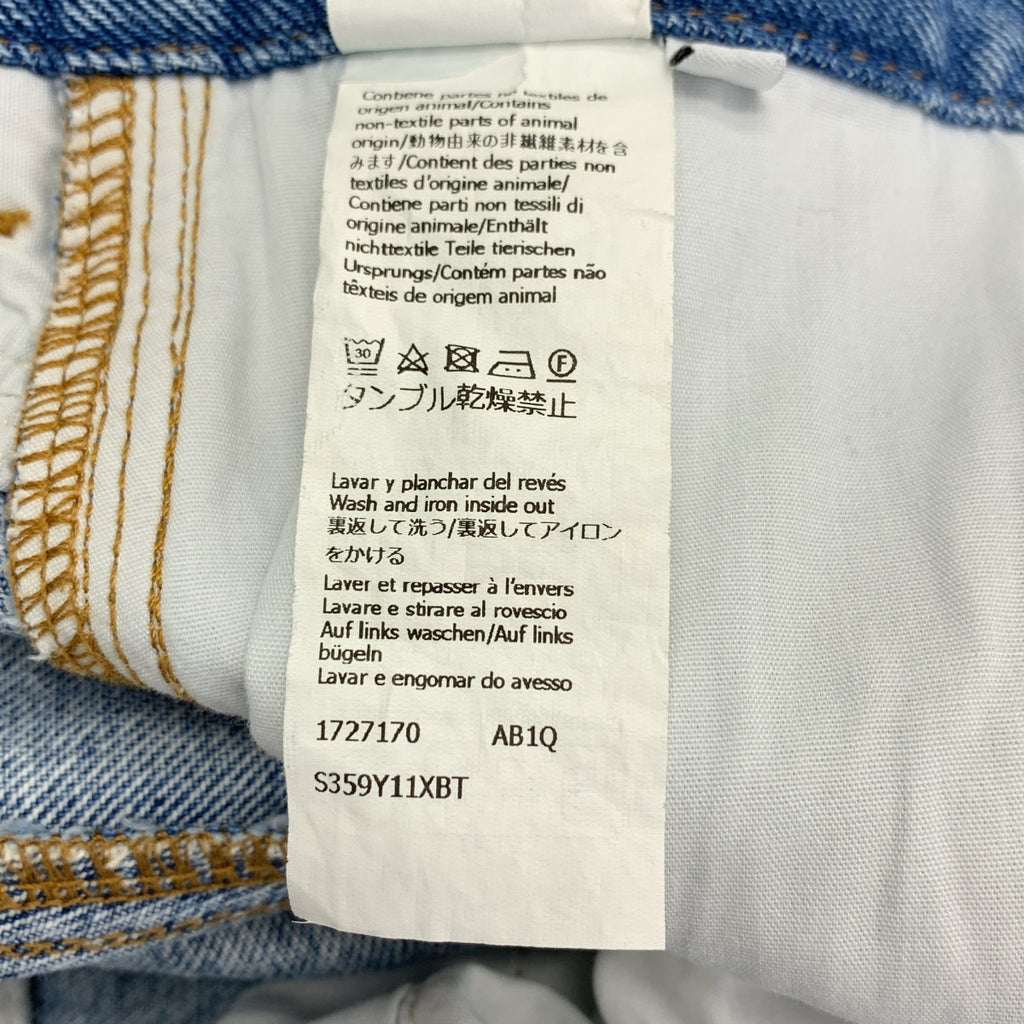 Contiene partes no textiles de
origen animal/Contains
non-textile parts of animal
origin/動物由来の非繊維素材を含
みます/Contient des parties non
textiles d'origine animale/
Contiene parti non tessili di
origine animale/Enthält
nichttextile Teile tierischen
Ursprungs/Contém partes não
têxteis de origem animal
30 F
タンブル乾燥禁止
Lavar y planchar del revés
Wash and iron inside out
裏返して洗う/裏返してアイロン
をかける
Laver et repasser à l'envers
Lavare e stirare al rovescio
Auf links waschen/Auf links
bügeln
Lavar e engomar do avesso
1727170 AB1Q
S359Y11XBT